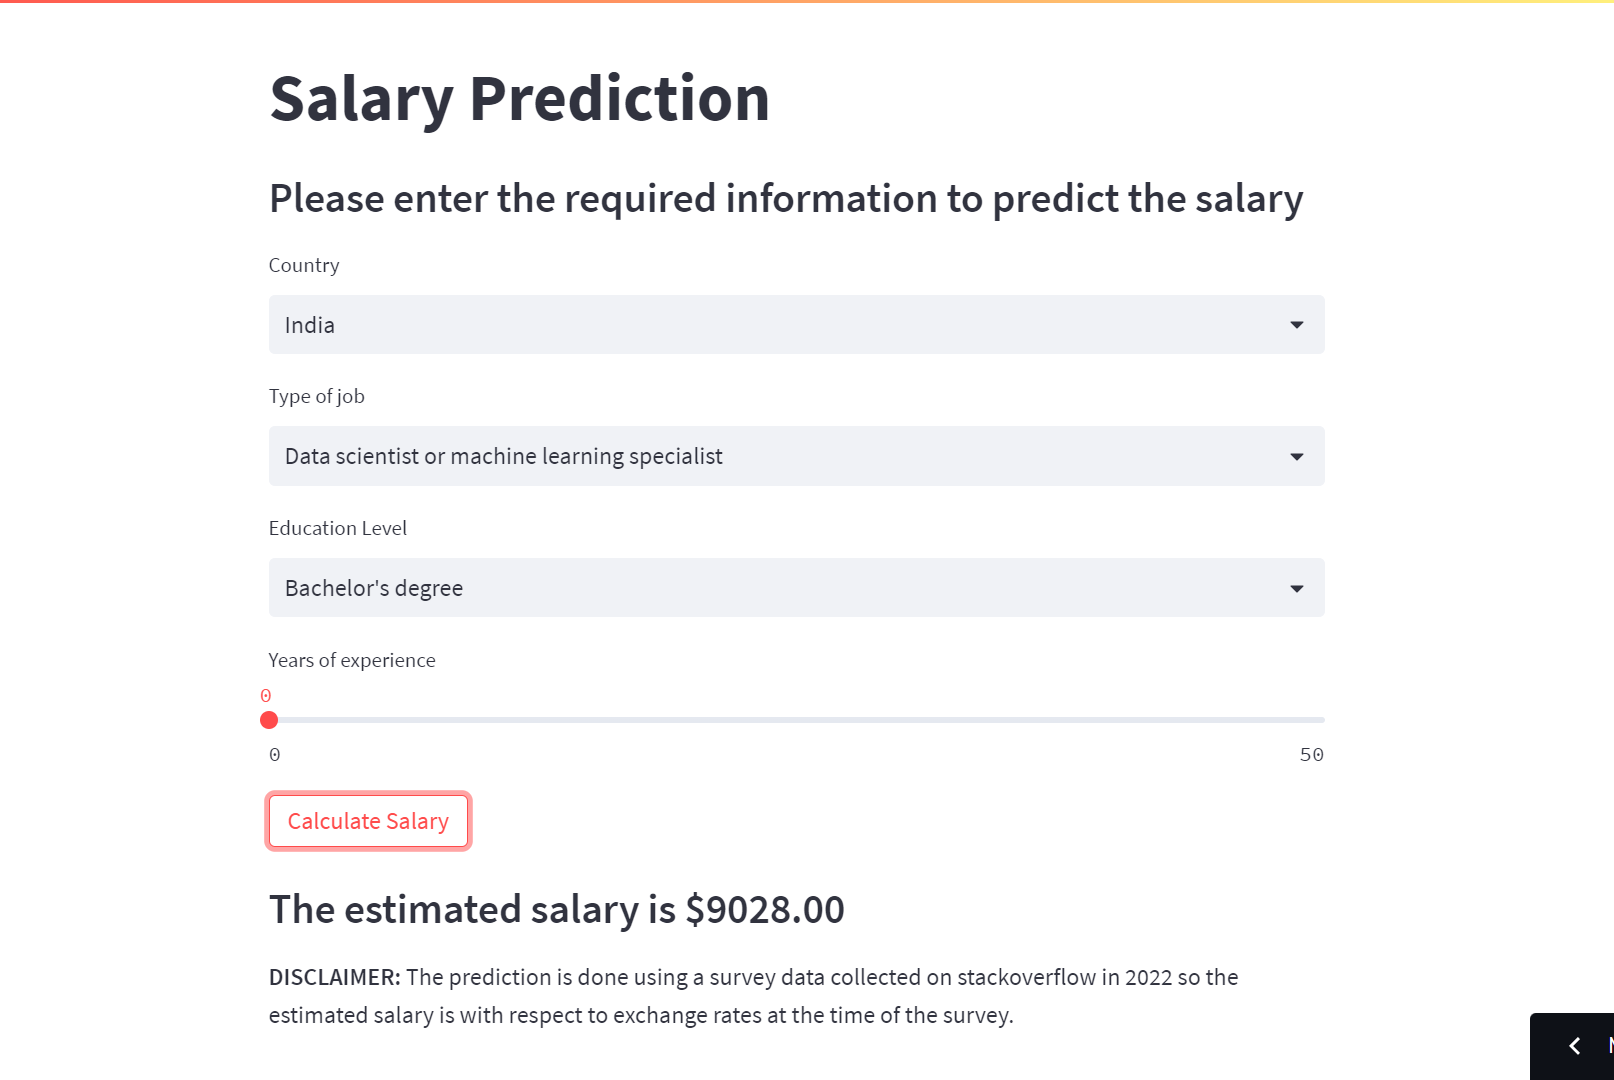 Salary Prediction
Please enter the required information to predict the salary
Country
India
Type of job
Data scientist or machine learning specialist
Education Level
Bachelor's degree
Years of experience
0
0 50
Calculate Salary
The estimated salary is $9028.00
DISCLAIMER: The prediction is done using a survey data collected on stackoverflow in 2022 so the
estimated salary is with respect to exchange rates at the time of the survey.